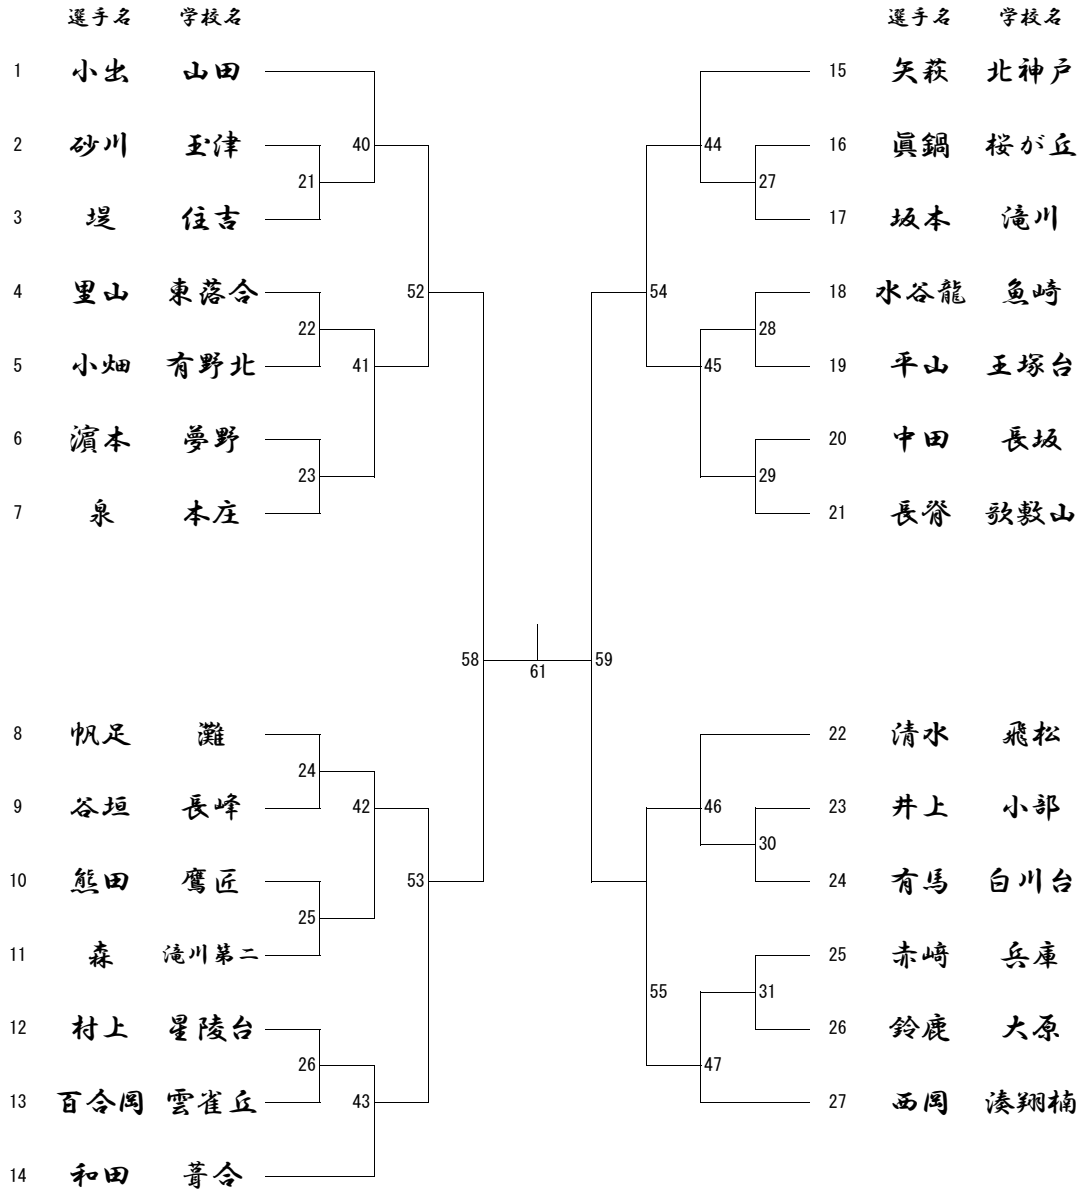 選手名 学校名 選手名 学校名
1 小出 山田 15 矢萩 北神戸
2 砂川 玉津 40 44 16 眞鍋 桜が丘
21 27
3 堤 住吉 17 坂本 滝川
4 里山 東落合 52 54 18 水谷龍 魚崎
22 28
5 小畑 有野北 41 45 19 平山 王塚台
6 濵本 夢野 20 中田 長坂
23 29
7 泉 本庄 21 長脊 歌敷山
58 59
61
8 帆足 灘 22 清水 飛松
24
9 谷垣 長峰 42 46 23 井上 小部
30
10 熊田 鷹匠 53 24 有馬 白川台
25
11 森 滝川第二 25 赤﨑 兵庫
55 31
12 村上 星陵台 26 鈴鹿 大原
26 47
13 百合岡 雲雀丘 43 27 西岡 湊翔楠
14 和田 葺合